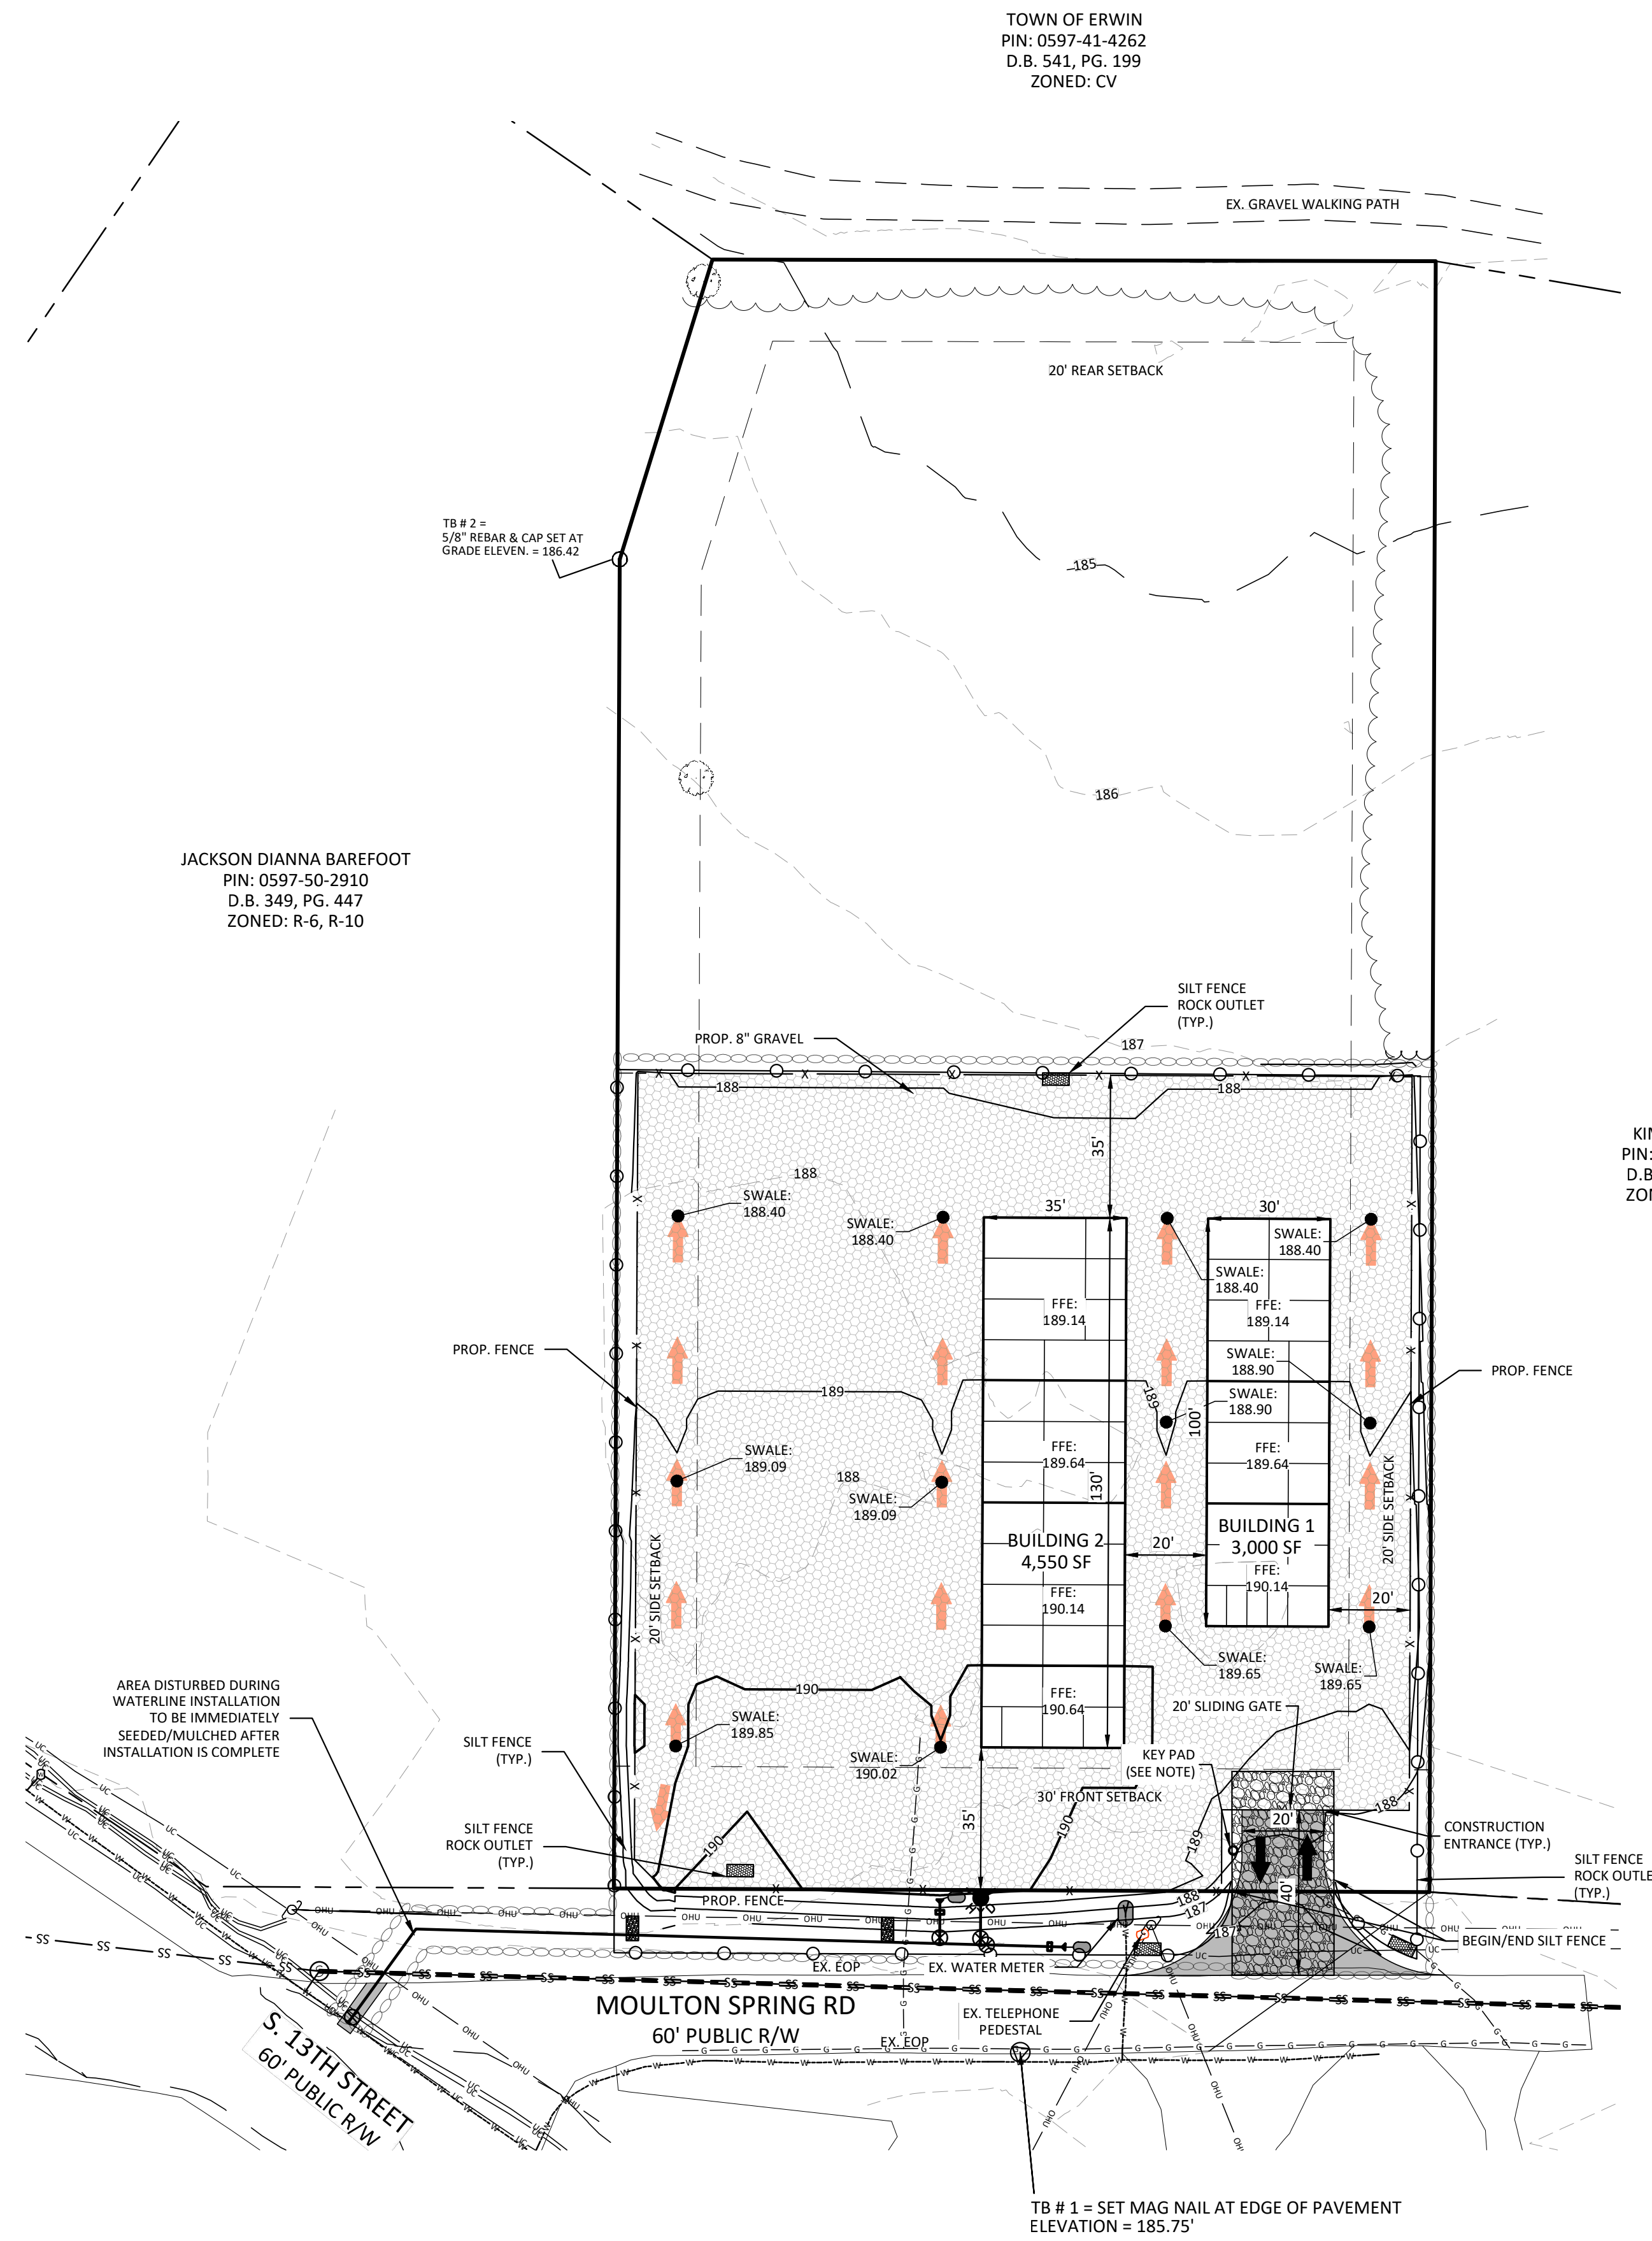 TOWN OF ERWIN
PIN: 0597-41-4262
D.B. 541, PG. 199
ZONED: CV
EX. GRAVEL WALKING PATH
20' REAR SETBACK
TB # 2 =
5/8" REBAR & CAP SET AT
GRADE ELEVEN. = 186.42
185
186
JACKSON DIANNA BAREFOOT
PIN: 0597-50-2910
D.B. 349, PG. 447
ZONED: R-6, R-10
SILT FENCE
ROCK OUTLET
(TYP.)
PROP. 8" GRAVEL
187
188
188
KI
PIN:
D.B
ZO
35'
188
SWALE:
188.40
SWALE:
188.40
35'
30'
SWALE:
188.40
SWALE:
188.40
FFE:
189.14
FFE:
189.14
PROP. FENCE
SWALE:
188.90
PROP. FENCE
189
189
SWALE:
188.90
100'
SWALE:
189.09
188
SWALE:
189.09
FFE:
189.64
FFE:
189.64
130'
20' SIDE SETBACK
20' SIDE SETBACK
BUILDING 2
4,550 SF
20'
BUILDING 1
3,000 SF
FFE:
190.14
FFE:
190.14
20'
SWALE:
189.65
SWALE:
189.65
AREA DISTURBED DURING
WATERLINE INSTALLATION
TO BE IMMEDIATELY
SEEDED/MULCHED AFTER
INSTALLATION IS COMPLETE
190
FFE:
190.64
20' SLIDING GATE
SWALE:
189.85
SWALE:
190.02
SILT FENCE
(TYP.)
KEY PAD
(SEE NOTE)
30' FRONT SETBACK
188
35'
20'
SILT FENCE
ROCK OUTLET
(TYP.)
190
190
189
CONSTRUCTION
ENTRANCE (TYP.)
SILT FENCE
ROCK OUTLE
(TYP.)
40'
PROP. FENCE
188
187
187
BEGIN/END SILT FENCE
EX. EOP
EX. WATER METER
MOULTON SPRING RD
60' PUBLIC R/W
EX. TELEPHONE
PEDESTAL
EX. EOP
S. 13TH STREET
60' PUBLIC R/W
TB # 1 = SET MAG NAIL AT EDGE OF PAVEMENT
ELEVATION = 185.75'